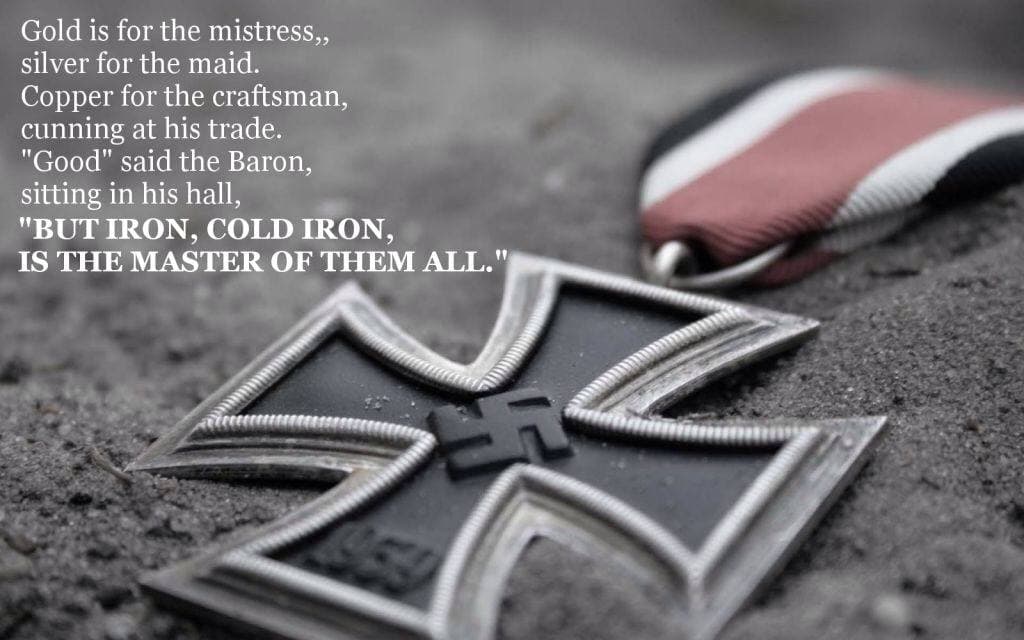 Gold is for the mistress,,
silver for the maid.
Copper for the craftsman,
cunning at his trade.
"Good" said the Baron,
sitting in his hall,
"BUT IRON, COLD IRON,
IS THE MASTER OF THEM ALL."